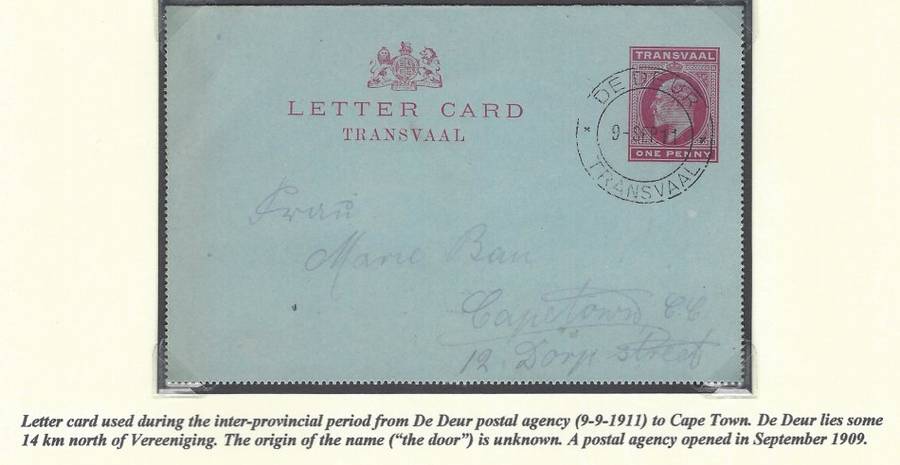 LETTER CARD
TRANSVAAL
TRANSVAAL
ONE PENNY
DE DEUR
9-SEP 11
TRANSVAAL
Frau
Marie Bau
Capetown C.C.
12. Dorp street
Letter card used during the inter-provincial period from De Deur postal agency (9-9-1911) to Cape Town. De Deur lies some
14 km north of Vereeniging. The origin of the name (“the door”) is unknown. A postal agency opened in September 1909.